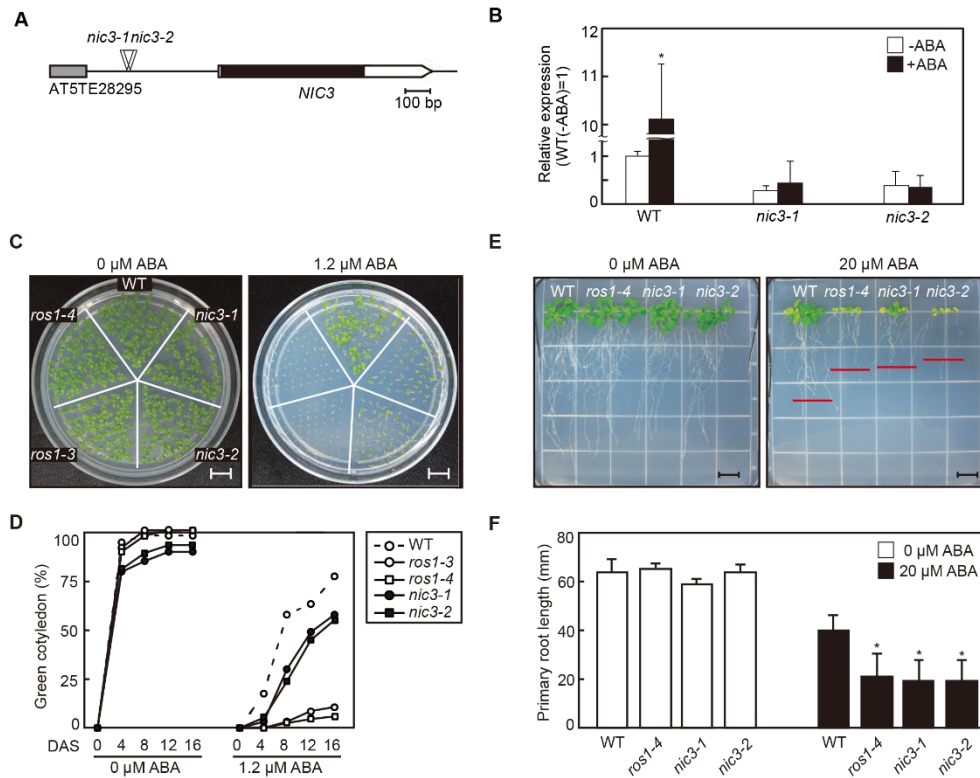 A
nic3-1nic3-2
AT5TE28295
NIC3
100 bp
B
Relative expression
(WT(-ABA)=1)
12
11
10
1
0
*
-ABA
+ABA
WT nic3-1 nic3-2
C
0 µM ABA 1.2 µM ABA
WT
ros1-4 nic3-1
ros1-3 nic3-2
E
0 µM ABA 20 µM ABA
WT ros1-4 nic3-1 nic3-2 WT ros1-4 nic3-1 nic3-2
D
Green cotyledon (%)
100
75
50
25
0
DAS 0 4 8 12 16 0 4 8 12 16
0 µM ABA 1.2 µM ABA
WT
ros1-3
ros1-4
nic3-1
nic3-2
F
Primary root length (mm)
80
60
40
20
0
0 µM ABA
20 µM ABA
* * *
WT ros1-4 nic3-1 nic3-2 WT ros1-4 nic3-1 nic3-2